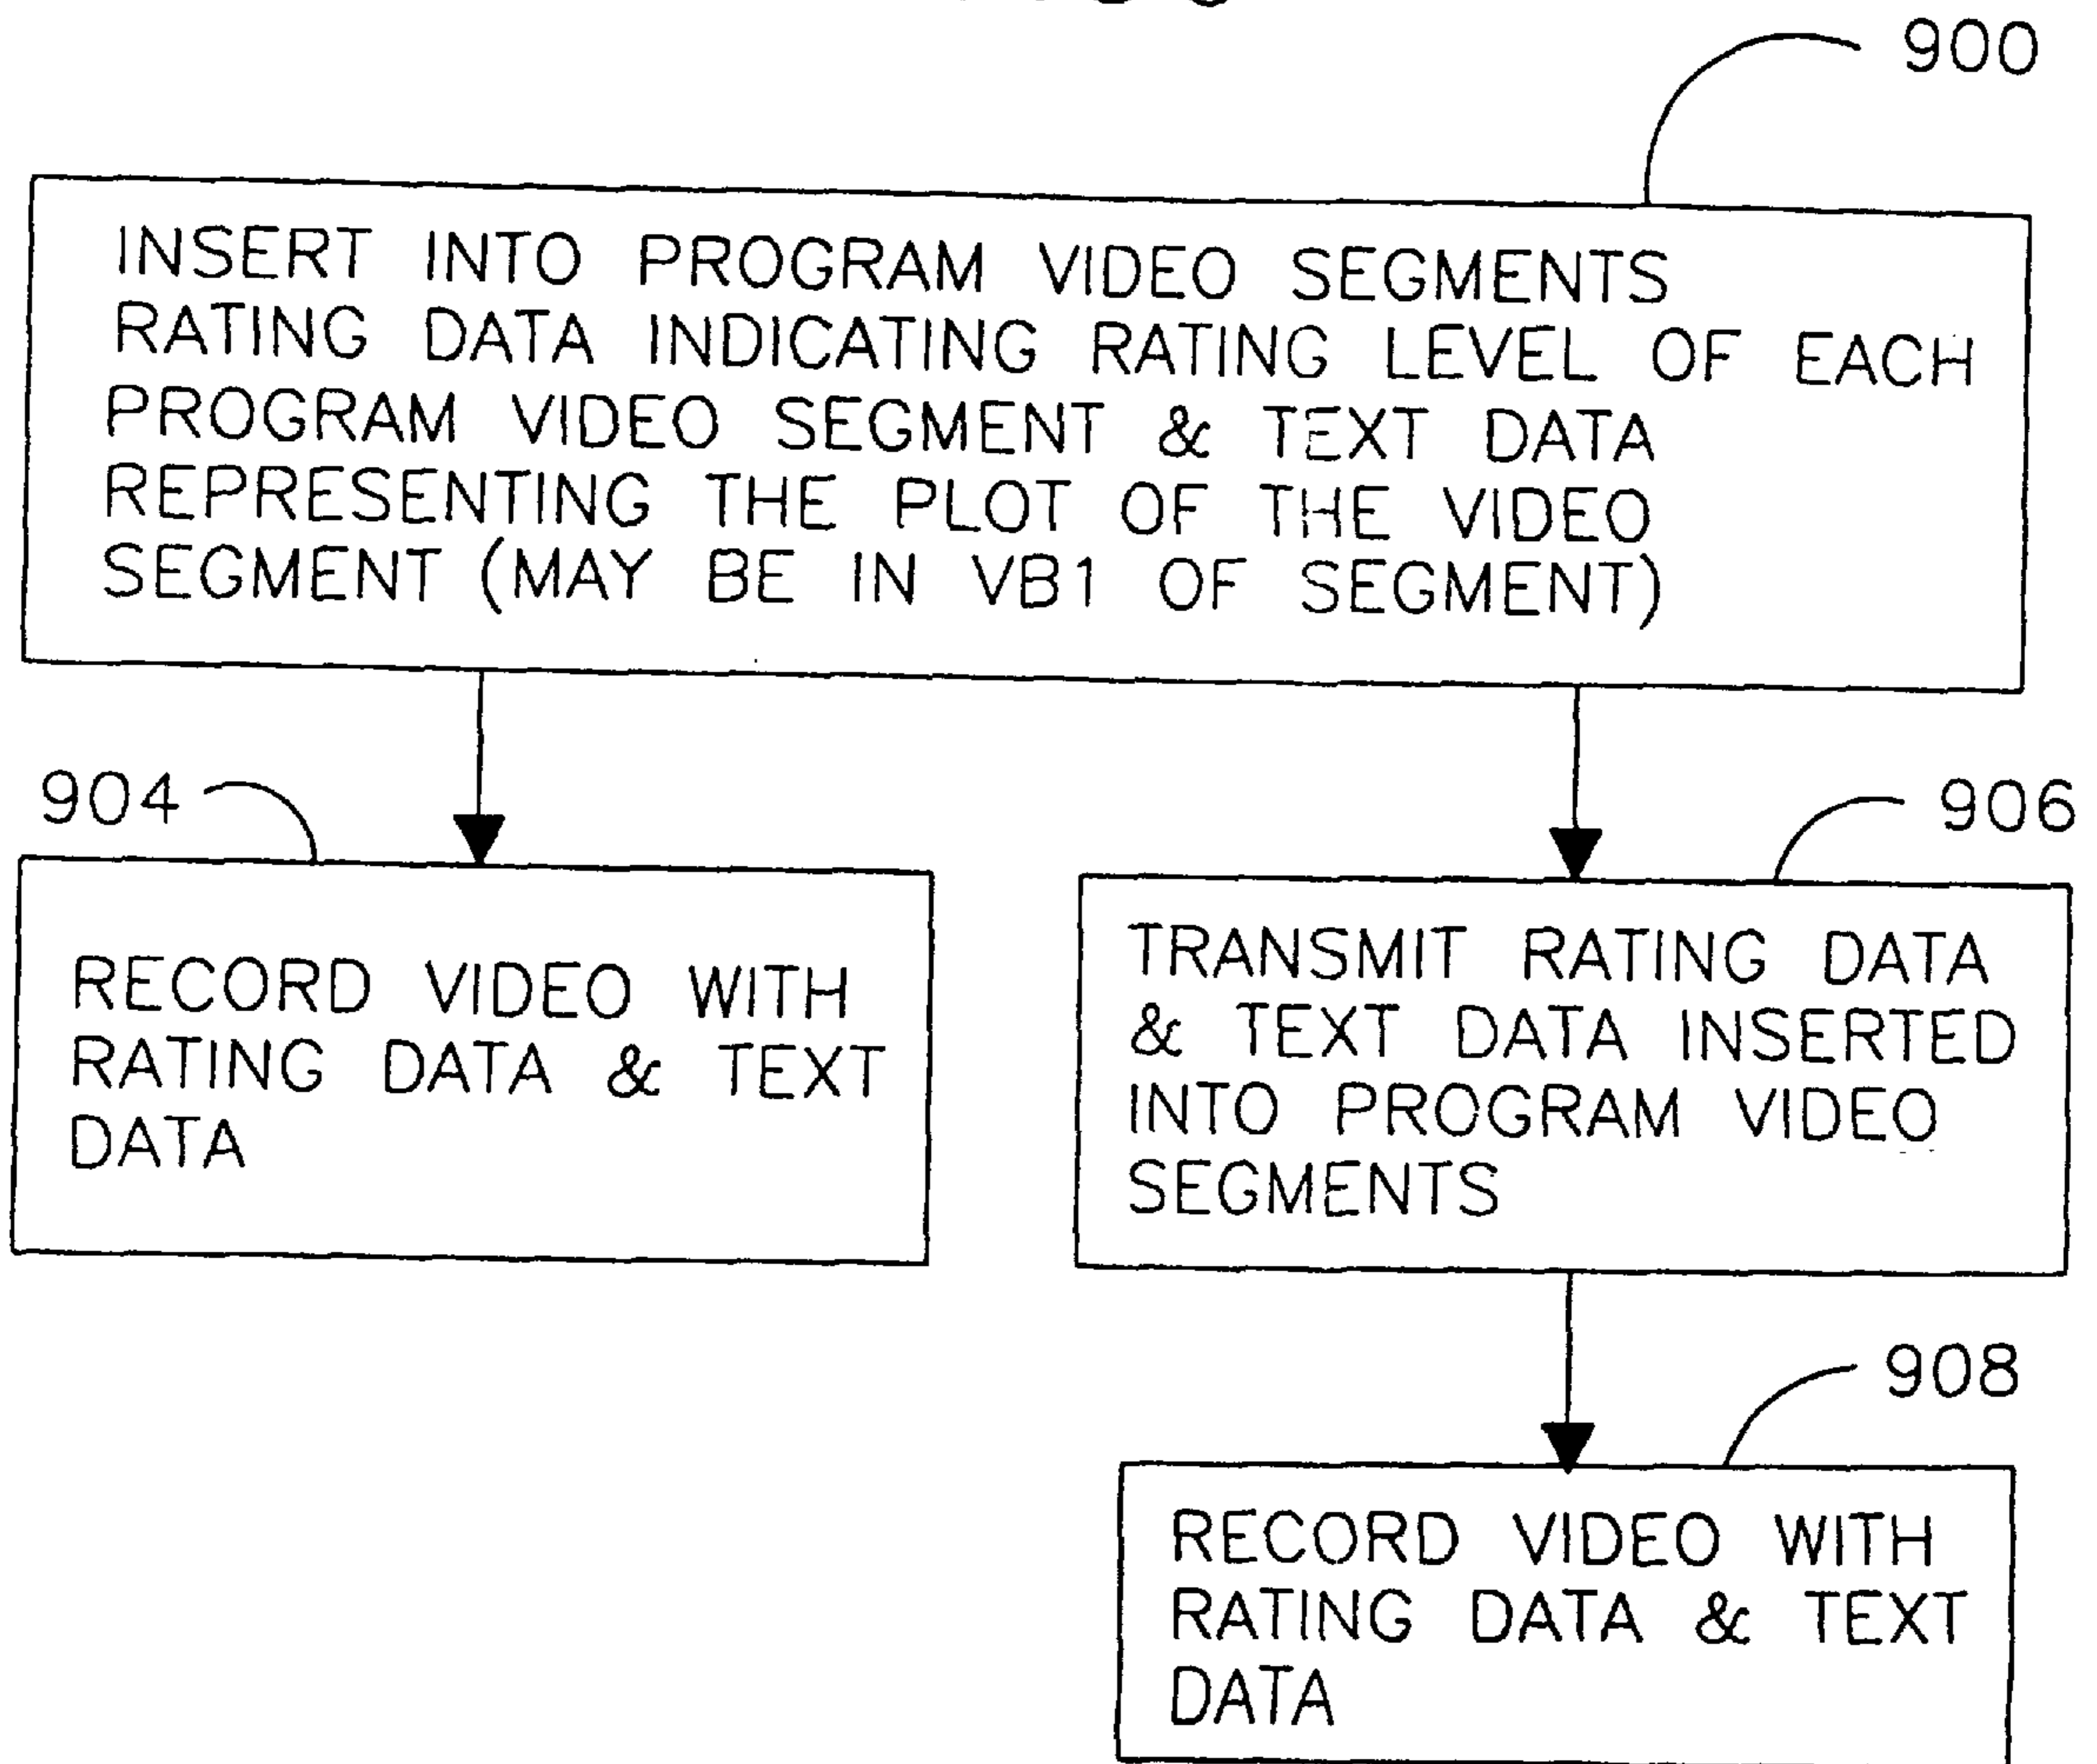 900
INSERT INTO PROGRAM VIDEO SEGMENTS
RATING DATA INDICATING RATING LEVEL OF EACH
PROGRAM VIDEO SEGMENT & TEXT DATA
REPRESENTING THE PLOT OF THE VIDEO
SEGMENT (MAY BE IN VB1 OF SEGMENT)
904
RECORD VIDEO WITH
RATING DATA & TEXT
DATA
906
TRANSMIT RATING DATA
& TEXT DATA INSERTED
INTO PROGRAM VIDEO
SEGMENTS
908
RECORD VIDEO WITH
RATING DATA & TEXT
DATA